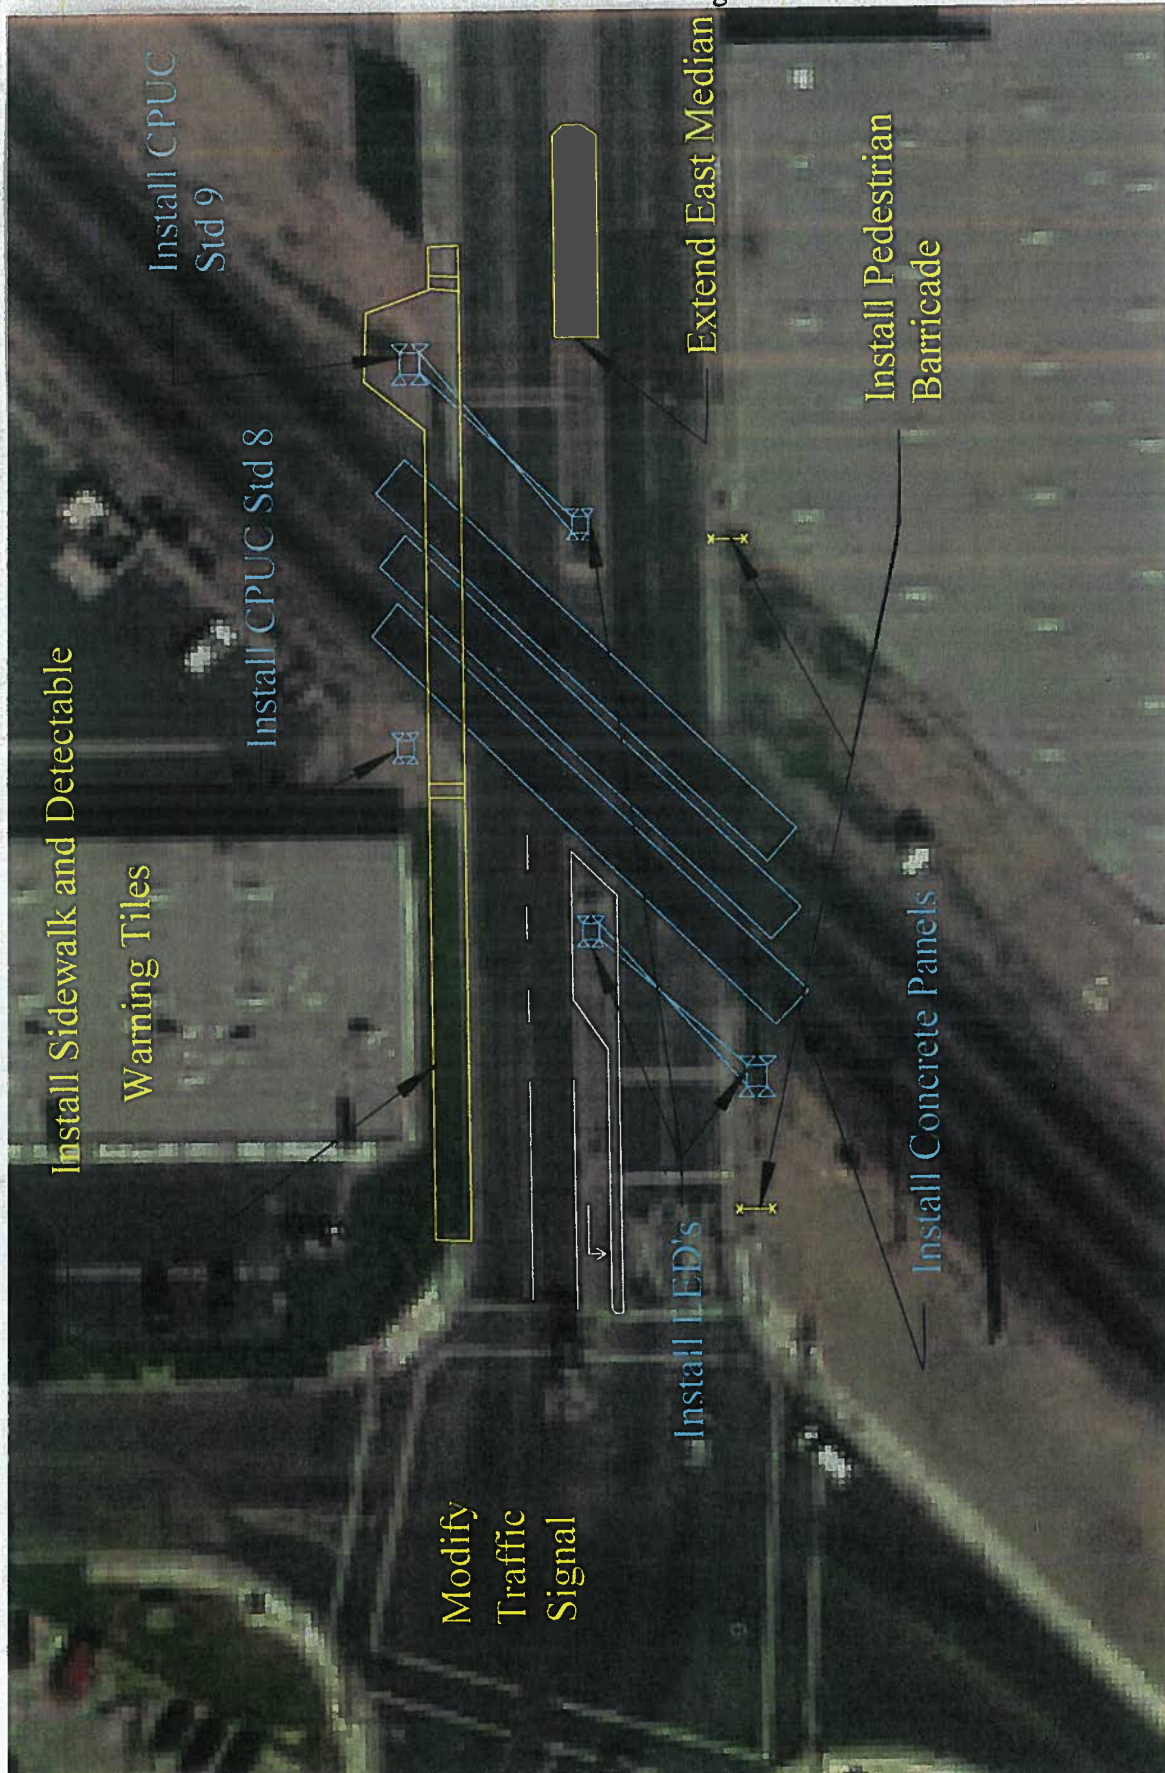 Install Sidewalk and Detectable
Warning Tiles
Install CPUC Std 8
Install CPUC
Std 9
Modify
Traffic
Signal
Install LED's
Extend East Median
Install Concrete Panels
Install Pedestrian
Barricade